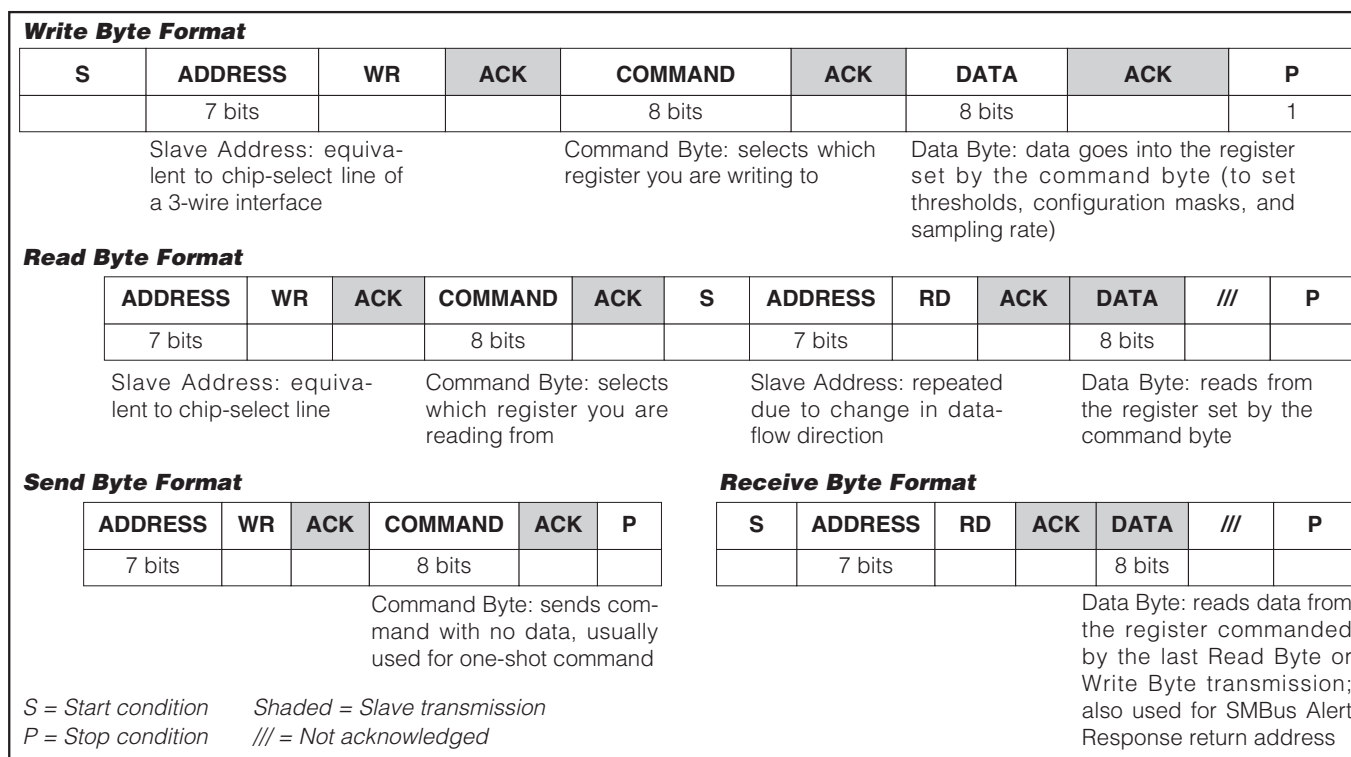 Write Byte Format
S ADDRESS WR ACK COMMAND ACK DATA ACK P
7 bits 8 bits 8 bits 1
Slave Address: equiva-
lent to chip-select line of
a 3-wire interface
Command Byte: selects which
register you are writing to
Data Byte: data goes into the register
set by the command byte (to set
thresholds, configuration masks, and
sampling rate)
Read Byte Format
ADDRESS WR ACK COMMAND ACK S ADDRESS RD ACK DATA /// P
7 bits 8 bits 7 bits 8 bits
Slave Address: equiva-
lent to chip-select line
Command Byte: selects
which register you are
reading from
Slave Address: repeated
due to change in data-
flow direction
Data Byte: reads from
the register set by the
command byte
Send Byte Format
ADDRESS WR ACK COMMAND ACK P
7 bits 8 bits
Command Byte: sends com-
mand with no data, usually
used for one-shot command
Receive Byte Format
S ADDRESS RD ACK DATA /// P
7 bits 8 bits
Data Byte: reads data from
the register commanded
by the last Read Byte or
Write Byte transmission;
also used for SMBus Alert
Response return address
S = Start condition Shaded = Slave transmission
P = Stop condition /// = Not acknowledged